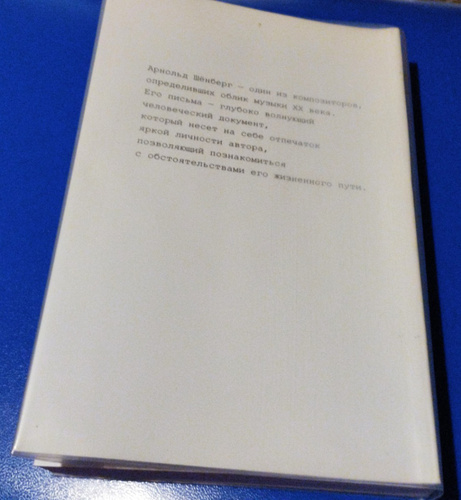 Арнольд Шёнберг – один из композиторов,
определивших облик музыки XX века.
Его письма – глубоко волнующий
человеческий документ,
который несет на себе отпечаток
яркой личности автора,
позволяющий познакомиться
с обстоятельствами его жизненного пути.